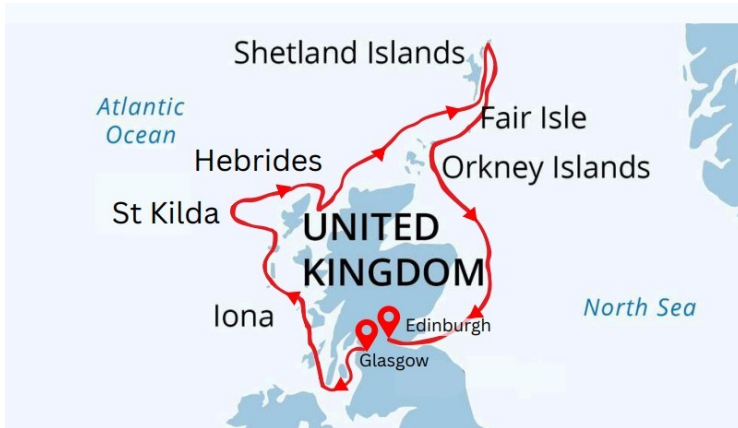 Shetland Islands
Atlantic
Ocean
Fair Isle
Hebrides
Orkney Islands
St Kilda
UNITED
KINGDOM
Iona
North Sea
Edinburgh
Glasgow